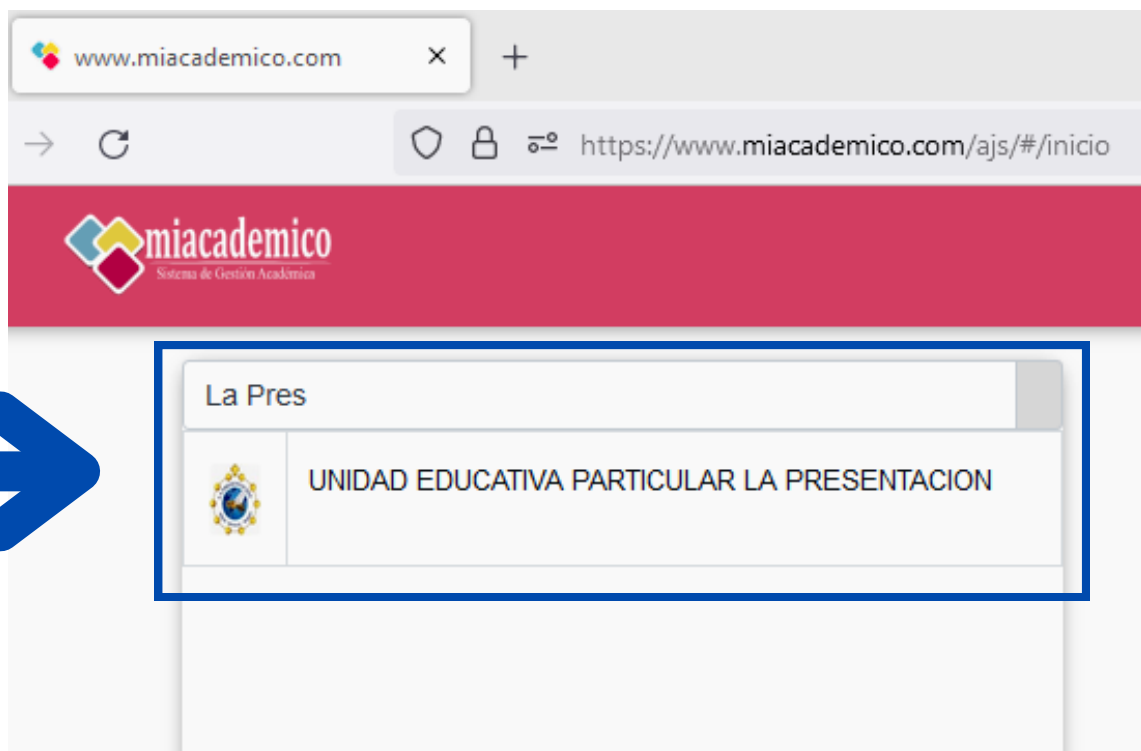 www.miacademico.com
https://www.miacademico.com/ajs/#/inicio
miacademico
Sistema de Gestión Académica
La Pres
UNIDAD EDUCATIVA PARTICULAR LA PRESENTACION